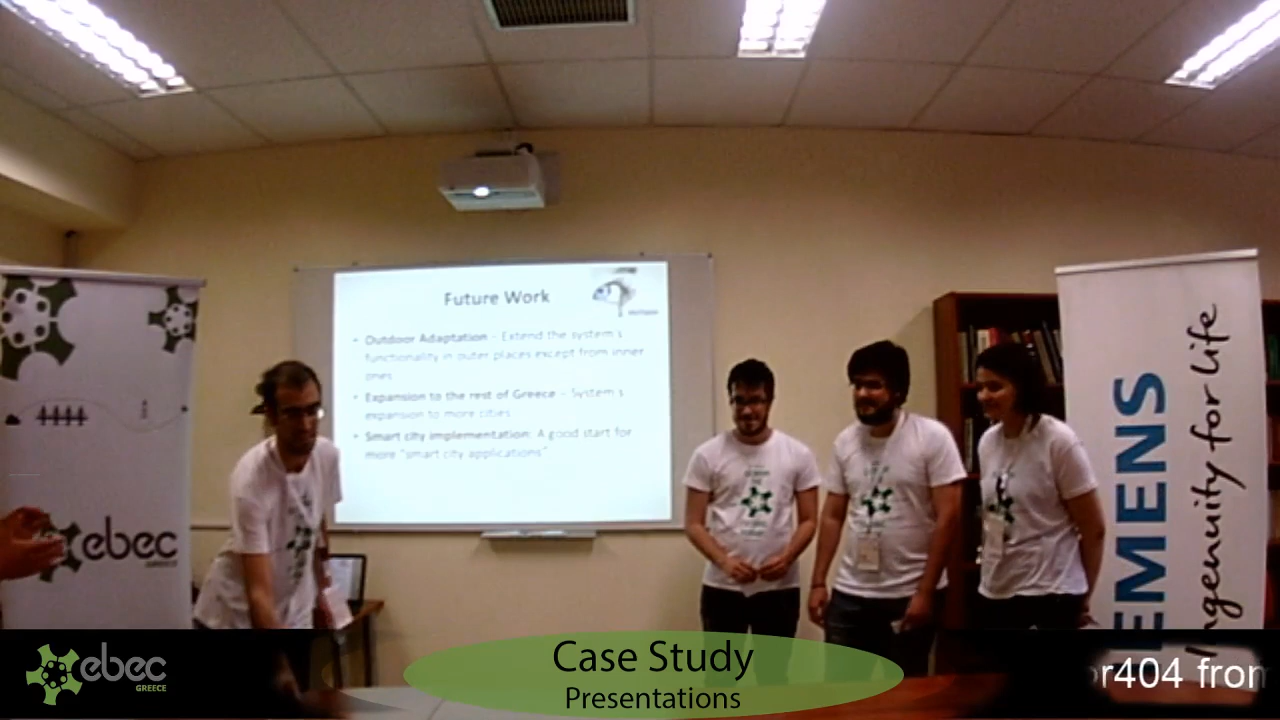 Future Work
• Outdoor Adaptation – Extend the system's
functionality in outer places except from inner
ones
• Expansion to the rest of Greece – System's
expansion to more cities
• Smart city implementation: A good start for
more "smart city applications"
ebec
GREECE
EMENS
Ingenuity for life
ebec
GREECE
Case Study
Presentations
r404 from